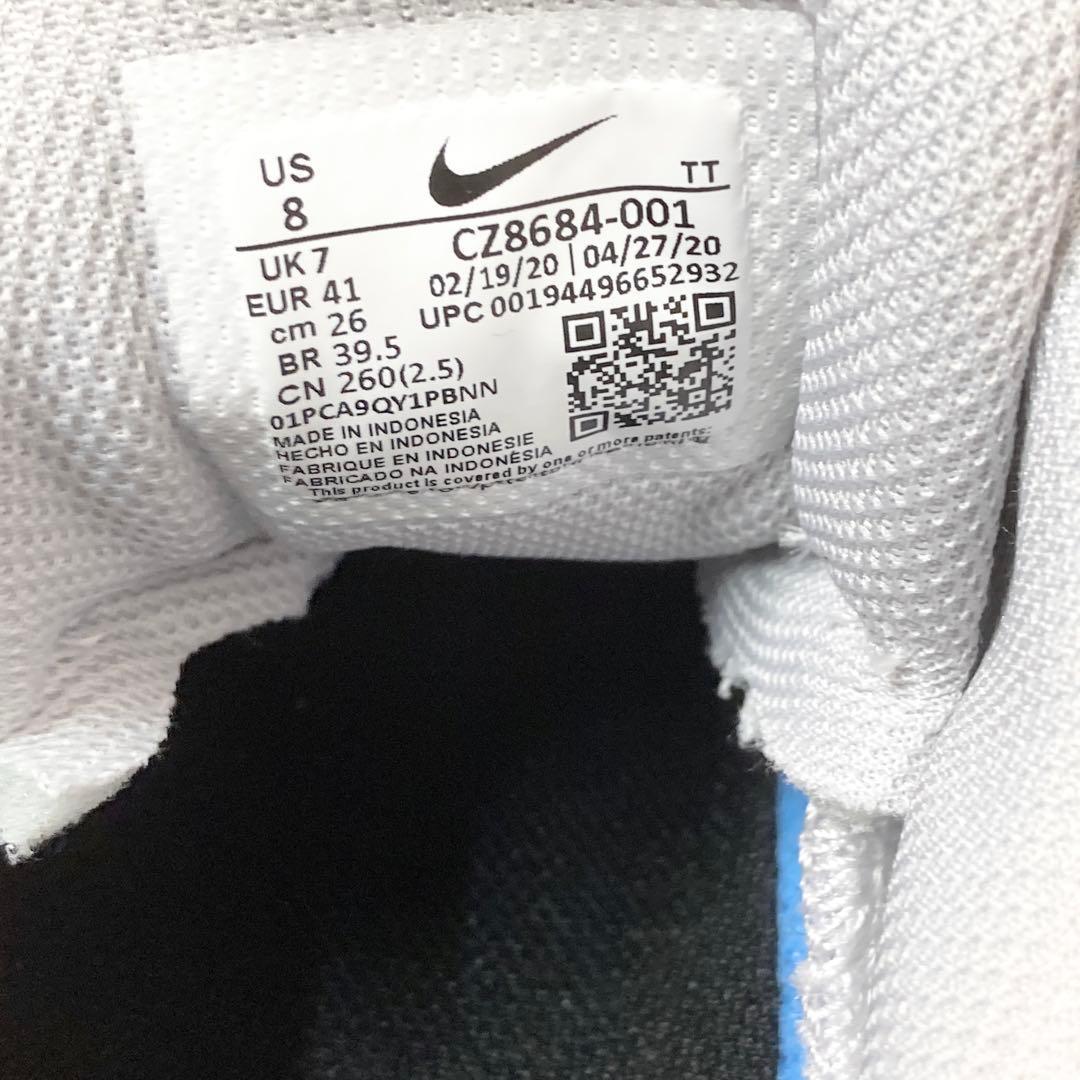 US
8
TT
CZ8684-001
02/19/20 | 04/27/20
UPC 00194496652932
UK 7
EUR 41
cm 26
BR 39.5
CN 260(2.5)
01PCA9QY1PBNN
MADE IN INDONESIA
HECHO EN INDONESIA
FABRIQUE EN INDONESIE
FABRICADO NA INDONÉSIA
This product is covered by one or more patents: